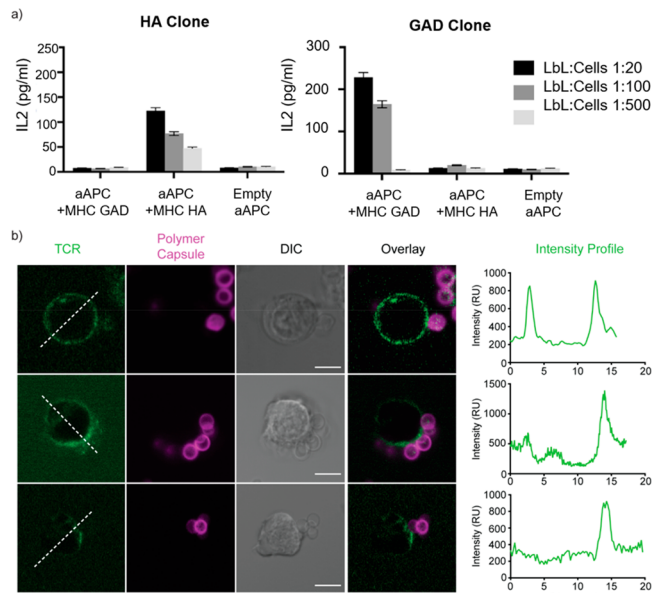 a)
HA Clone
GAD Clone
IL2 (pg/ml)
250
200
150
100
50
0
aAPC
+MHC GAD
aAPC
+MHC HA
Empty
aAPC
IL2 (pg/ml)
300
200
100
0
aAPC
+MHC GAD
aAPC
+MHC HA
Empty
aAPC
LbL:Cells 1:20
LbL:Cells 1:100
LbL:Cells 1:500
b)
TCR
Polymer
Capsule
DIC
Overlay
Intensity Profile
Intensity (RU)
1000
800
600
400
200
0
0 5 10 15 20
Intensity (RU)
1500
1000
500
0
0 5 10 15 20
Intensity (RU)
1000
800
600
400
200
0
0 5 10 15 20